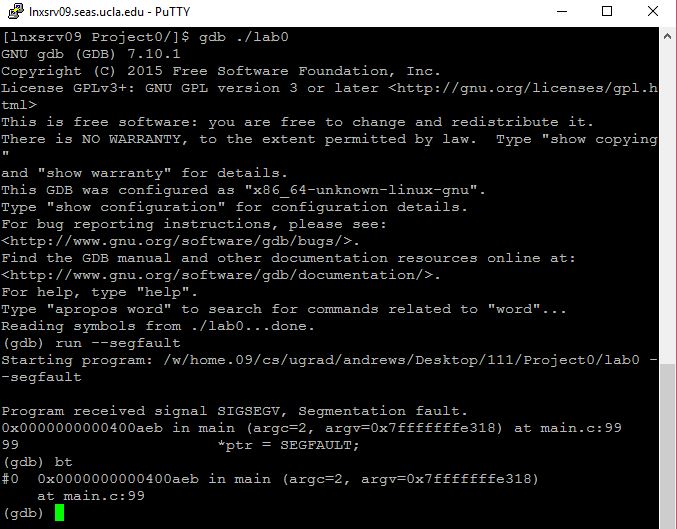 lnxsrv09.seas.ucla.edu - PuTTY
[lnxsrv09 Project0/]$ gdb ./lab0
GNU gdb (GDB) 7.10.1
Copyright (C) 2015 Free Software Foundation, Inc.
License GPLv3+: GNU GPL version 3 or later <http://gnu.org/licenses/gpl.h
tml>
This is free software: you are free to change and redistribute it.
There is NO WARRANTY, to the extent permitted by law.  Type "show copying
"
and "show warranty" for details.
This GDB was configured as "x86_64-unknown-linux-gnu".
Type "show configuration" for configuration details.
For bug reporting instructions, please see:
<http://www.gnu.org/software/gdb/bugs/>.
Find the GDB manual and other documentation resources online at:
<http://www.gnu.org/software/gdb/documentation/>.
For help, type "help".
Type "apropos word" to search for commands related to "word"...
Reading symbols from ./lab0...done.
(gdb) run --segfault
Starting program: /w/home.09/cs/ugrad/andrews/Desktop/111/Project0/lab0 -
-segfault
Program received signal SIGSEGV, Segmentation fault.
0x0000000000400aeb in main (argc=2, argv=0x7fffffffe318) at main.c:99
99                  *ptr = SEGFAULT;
(gdb) bt
#0  0x0000000000400aeb in main (argc=2, argv=0x7fffffffe318)
    at main.c:99
(gdb)